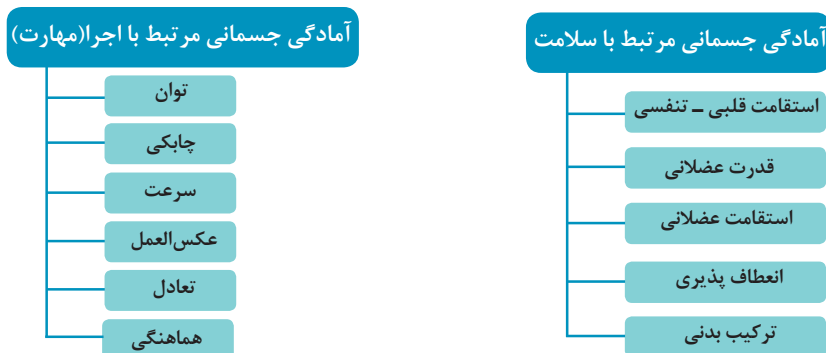 آمادگی جسمانی مرتبط با سلامت
استقامت قلبی ــ تنفسی
قدرت عضلانی
استقامت عضلانی
انعطاف پذیری
ترکیب بدنی
آمادگی جسمانی مرتبط با اجرا(مهارت)
توان
چابکی
سرعت
عکس‌العمل
تعادل
هماهنگی